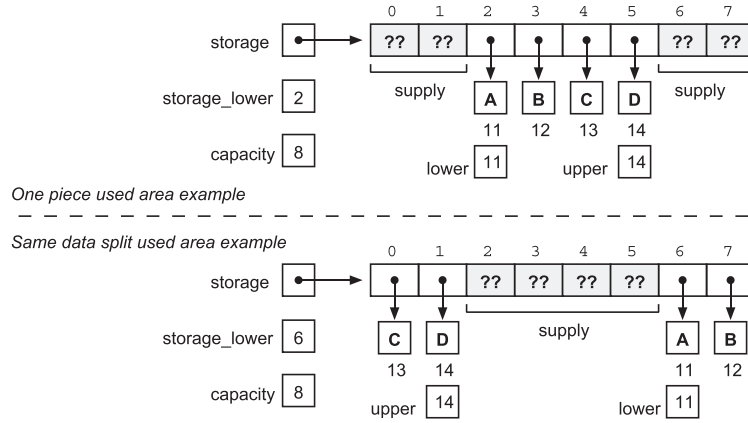 0 1 2 3 4 5 6 7
storage ?? ?? ?? ??
supply supply
storage_lower 2 A B C D
11 12 13 14
capacity 8 lower 11 upper 14
One piece used area example
Same data split used area example
0 1 2 3 4 5 6 7
storage ?? ?? ?? ??
supply
storage_lower 6 C D A B
13 14 11 12
capacity 8 upper 14 lower 11